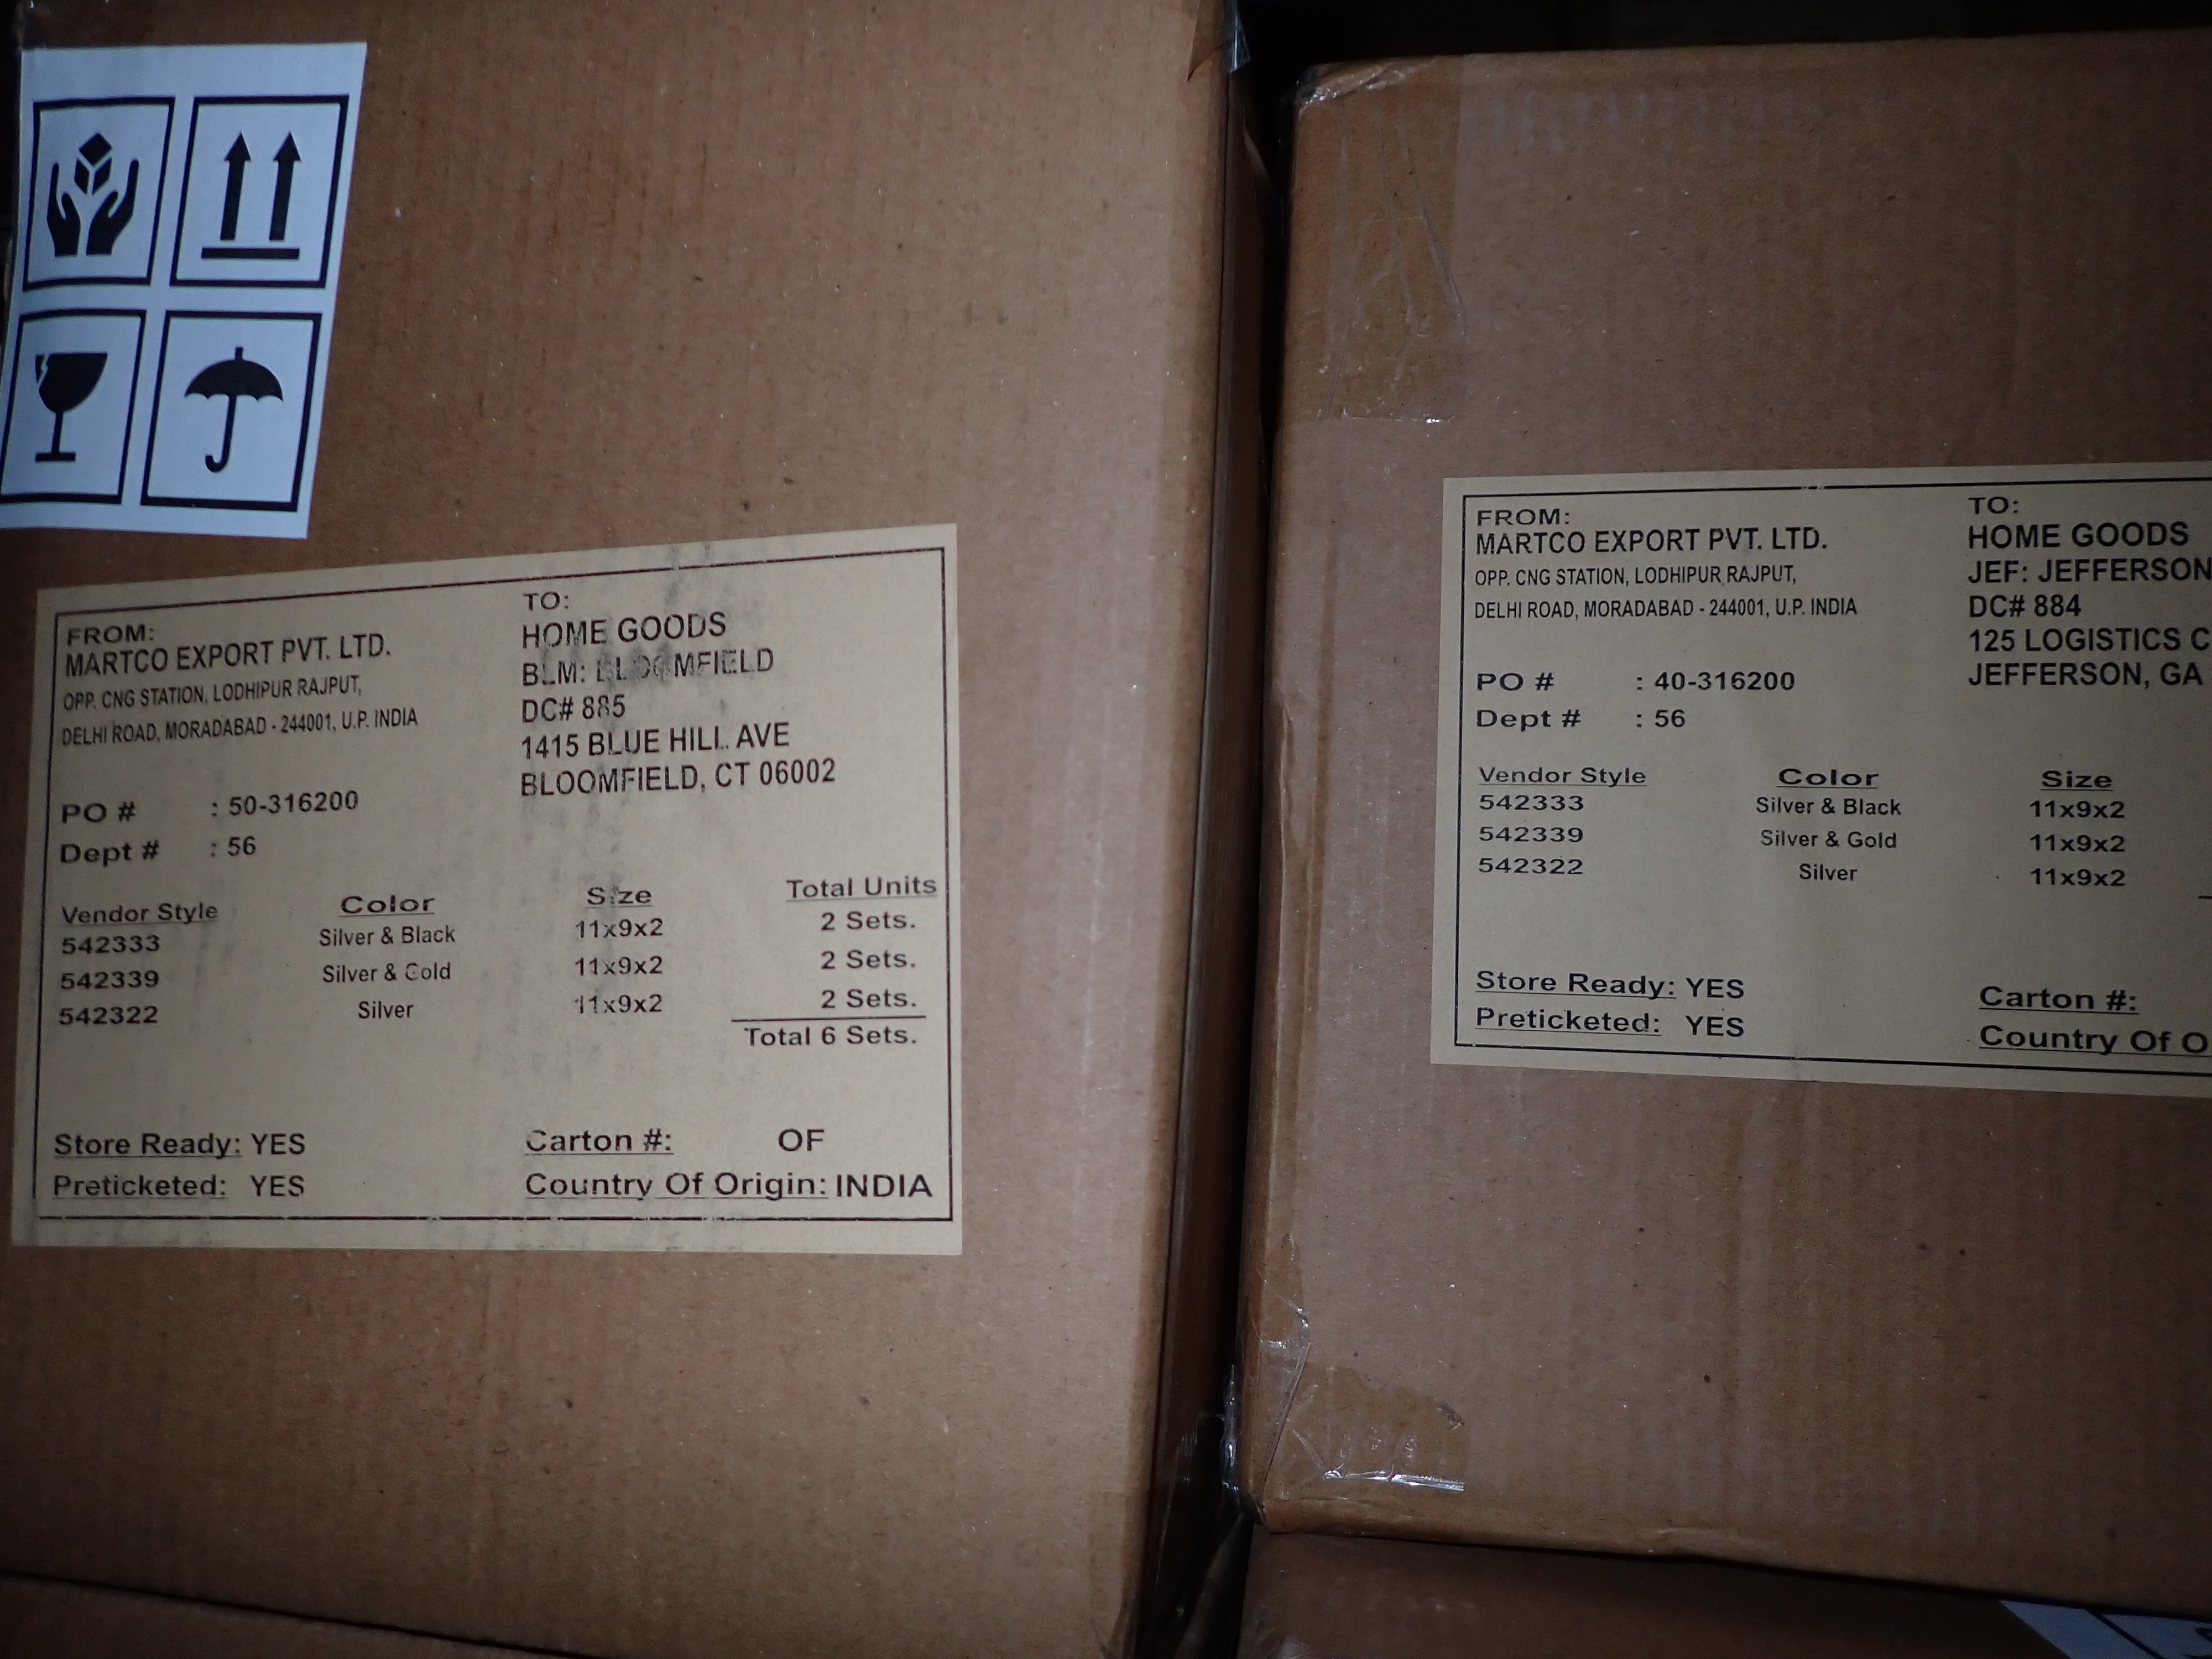 FROM:
MARTCO EXPORT PVT. LTD.
OPP. CNG STATION, LODHIPUR RAJPUT,
DELHI ROAD, MORADABAD - 244001, U.P. INDIA
TO:
HOME GOODS
BLM: BLOOMFIELD
DC# 885
1415 BLUE HILL AVE
BLOOMFIELD, CT 06002
PO # : 50-316200
Dept # : 56
Vendor Style Color Size Total Units
542333 Silver & Black 11x9x2 2 Sets.
542339 Silver & Gold 11x9x2 2 Sets.
542322 Silver 11x9x2 2 Sets.
Total 6 Sets.
Store Ready: YES
Preticketed: YES
Carton #: OF
Country Of Origin: INDIA
FROM:
MARTCO EXPORT PVT. LTD.
OPP. CNG STATION, LODHIPUR RAJPUT,
DELHI ROAD, MORADABAD - 244001, U.P. INDIA
TO:
HOME GOODS
JEF: JEFFERSON
DC# 884
125 LOGISTICS C
JEFFERSON, GA
PO # : 40-316200
Dept # : 56
Vendor Style Color Size
542333 Silver & Black 11x9x2
542339 Silver & Gold 11x9x2
542322 Silver 11x9x2
Store Ready: YES
Preticketed: YES
Carton #:
Country Of O